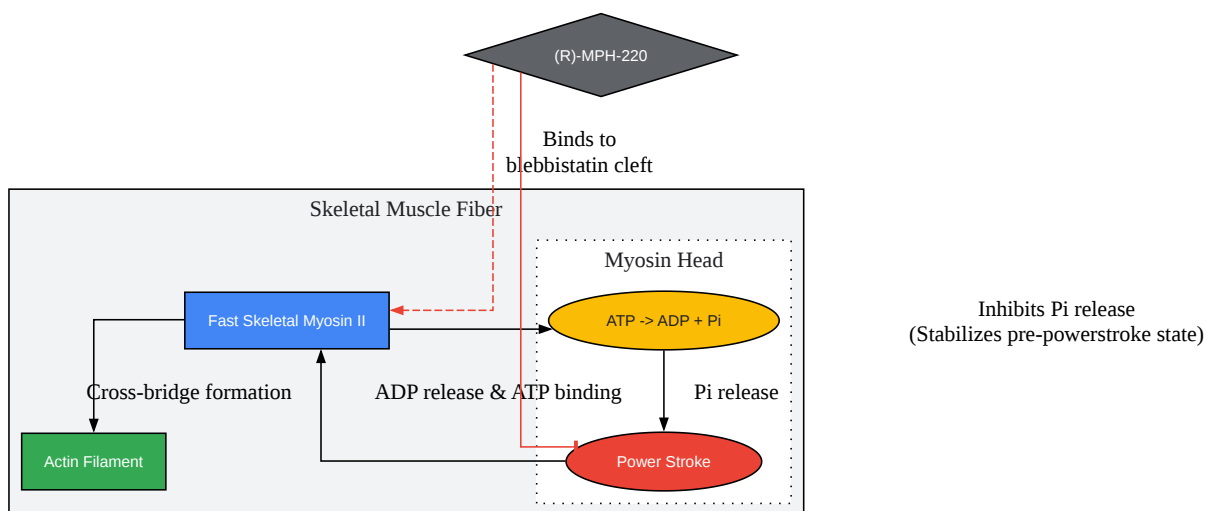 (R)-MPH-220
Binds to
blebbistatin cleft
Skeletal Muscle Fiber
Myosin Head
Fast Skeletal Myosin II
ATP -> ADP + Pi
Inhibits Pi release
(Stabilizes pre-powerstroke state)
Cross-bridge formation
ADP release & ATP binding
Pi release
Actin Filament
Power Stroke